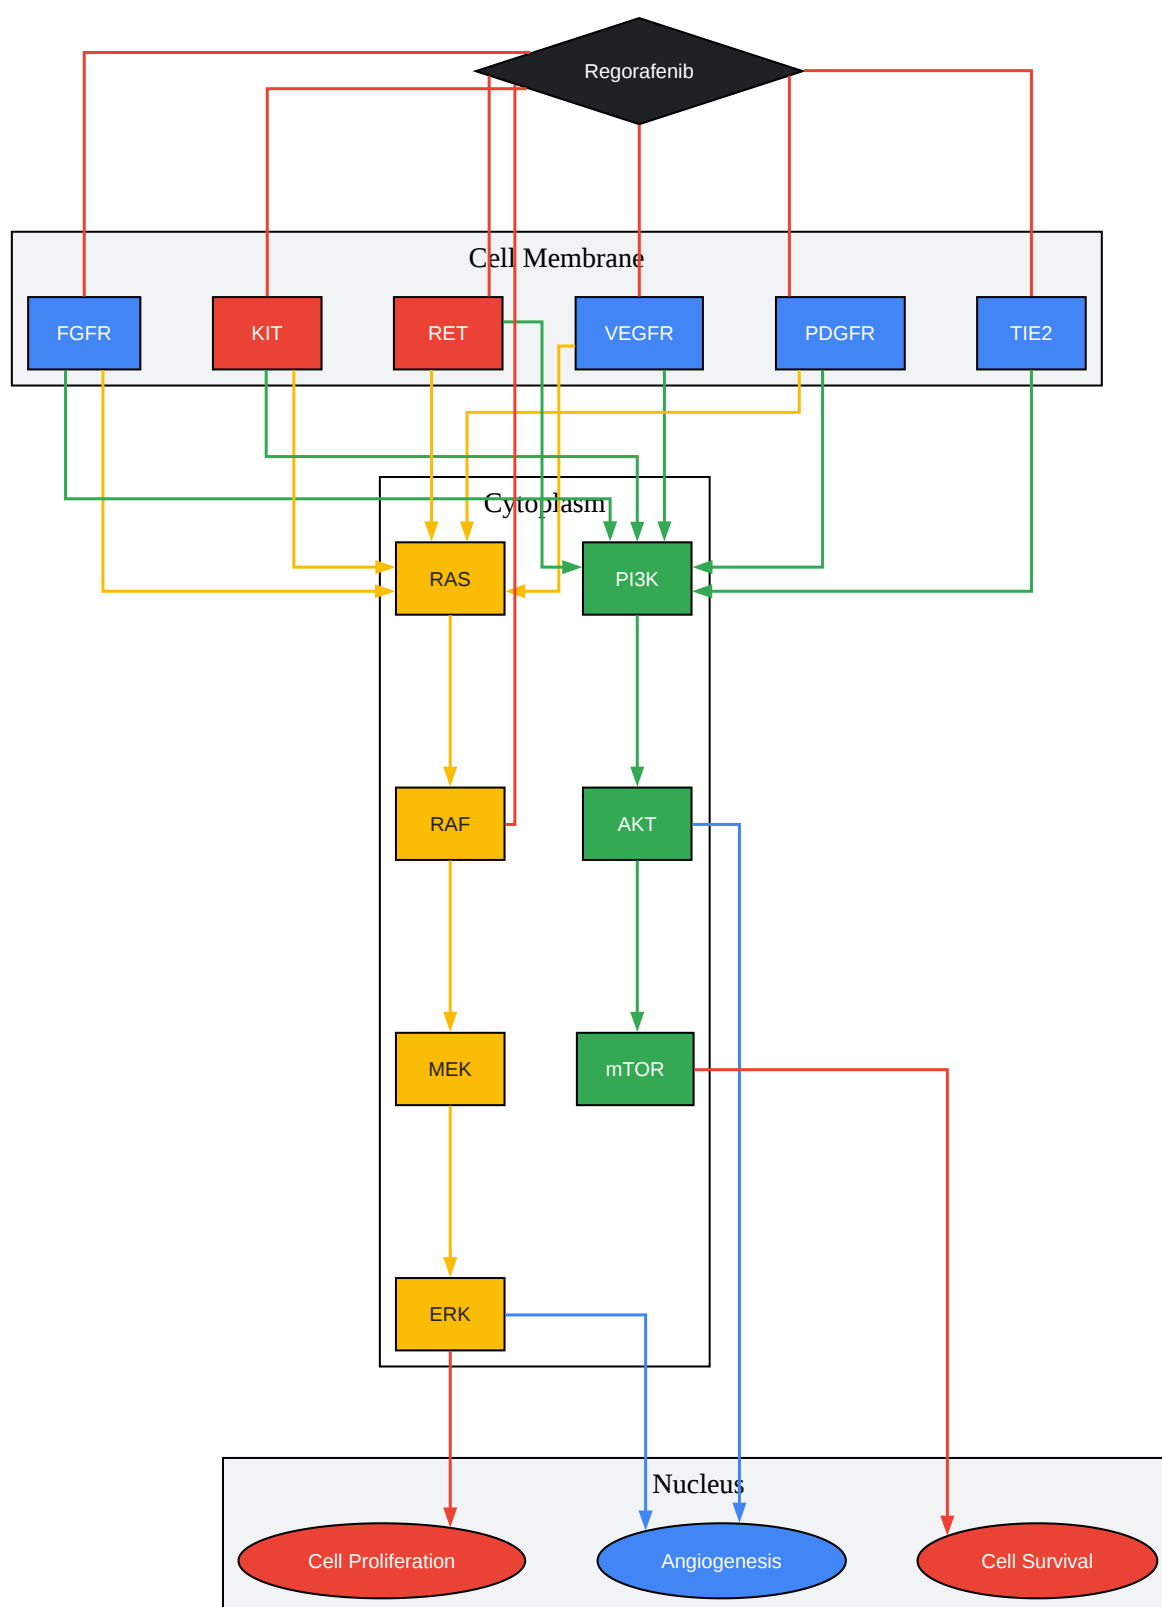 Regorafenib
Cell Membrane
FGFR
KIT
RET
VEGFR
PDGFR
TIE2
Cytoplasm
RAS
PI3K
RAF
AKT
MEK
mTOR
ERK
Nucleus
Cell Proliferation
Angiogenesis
Cell Survival